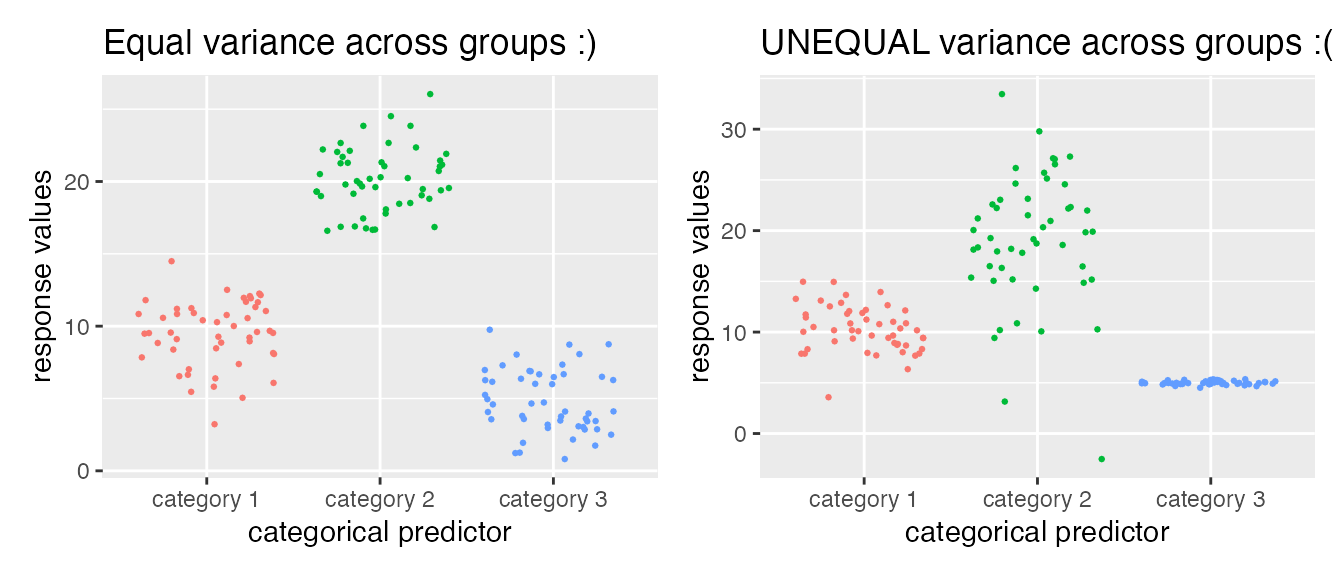 Equal variance across groups :)
response values
20
10
0
category 1 category 2 category 3
categorical predictor
UNEQUAL variance across groups :(
response values
30
20
10
0
category 1 category 2 category 3
categorical predictor